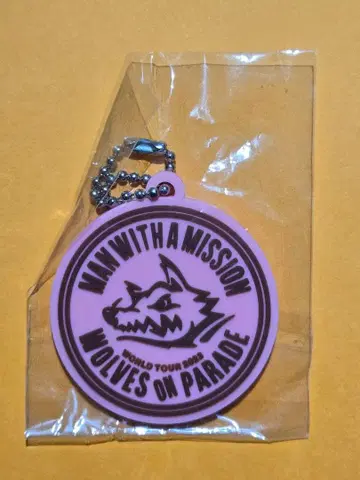 MAN WITH A MISSION
WORLD TOUR 2023
WOLVES ON PARADE